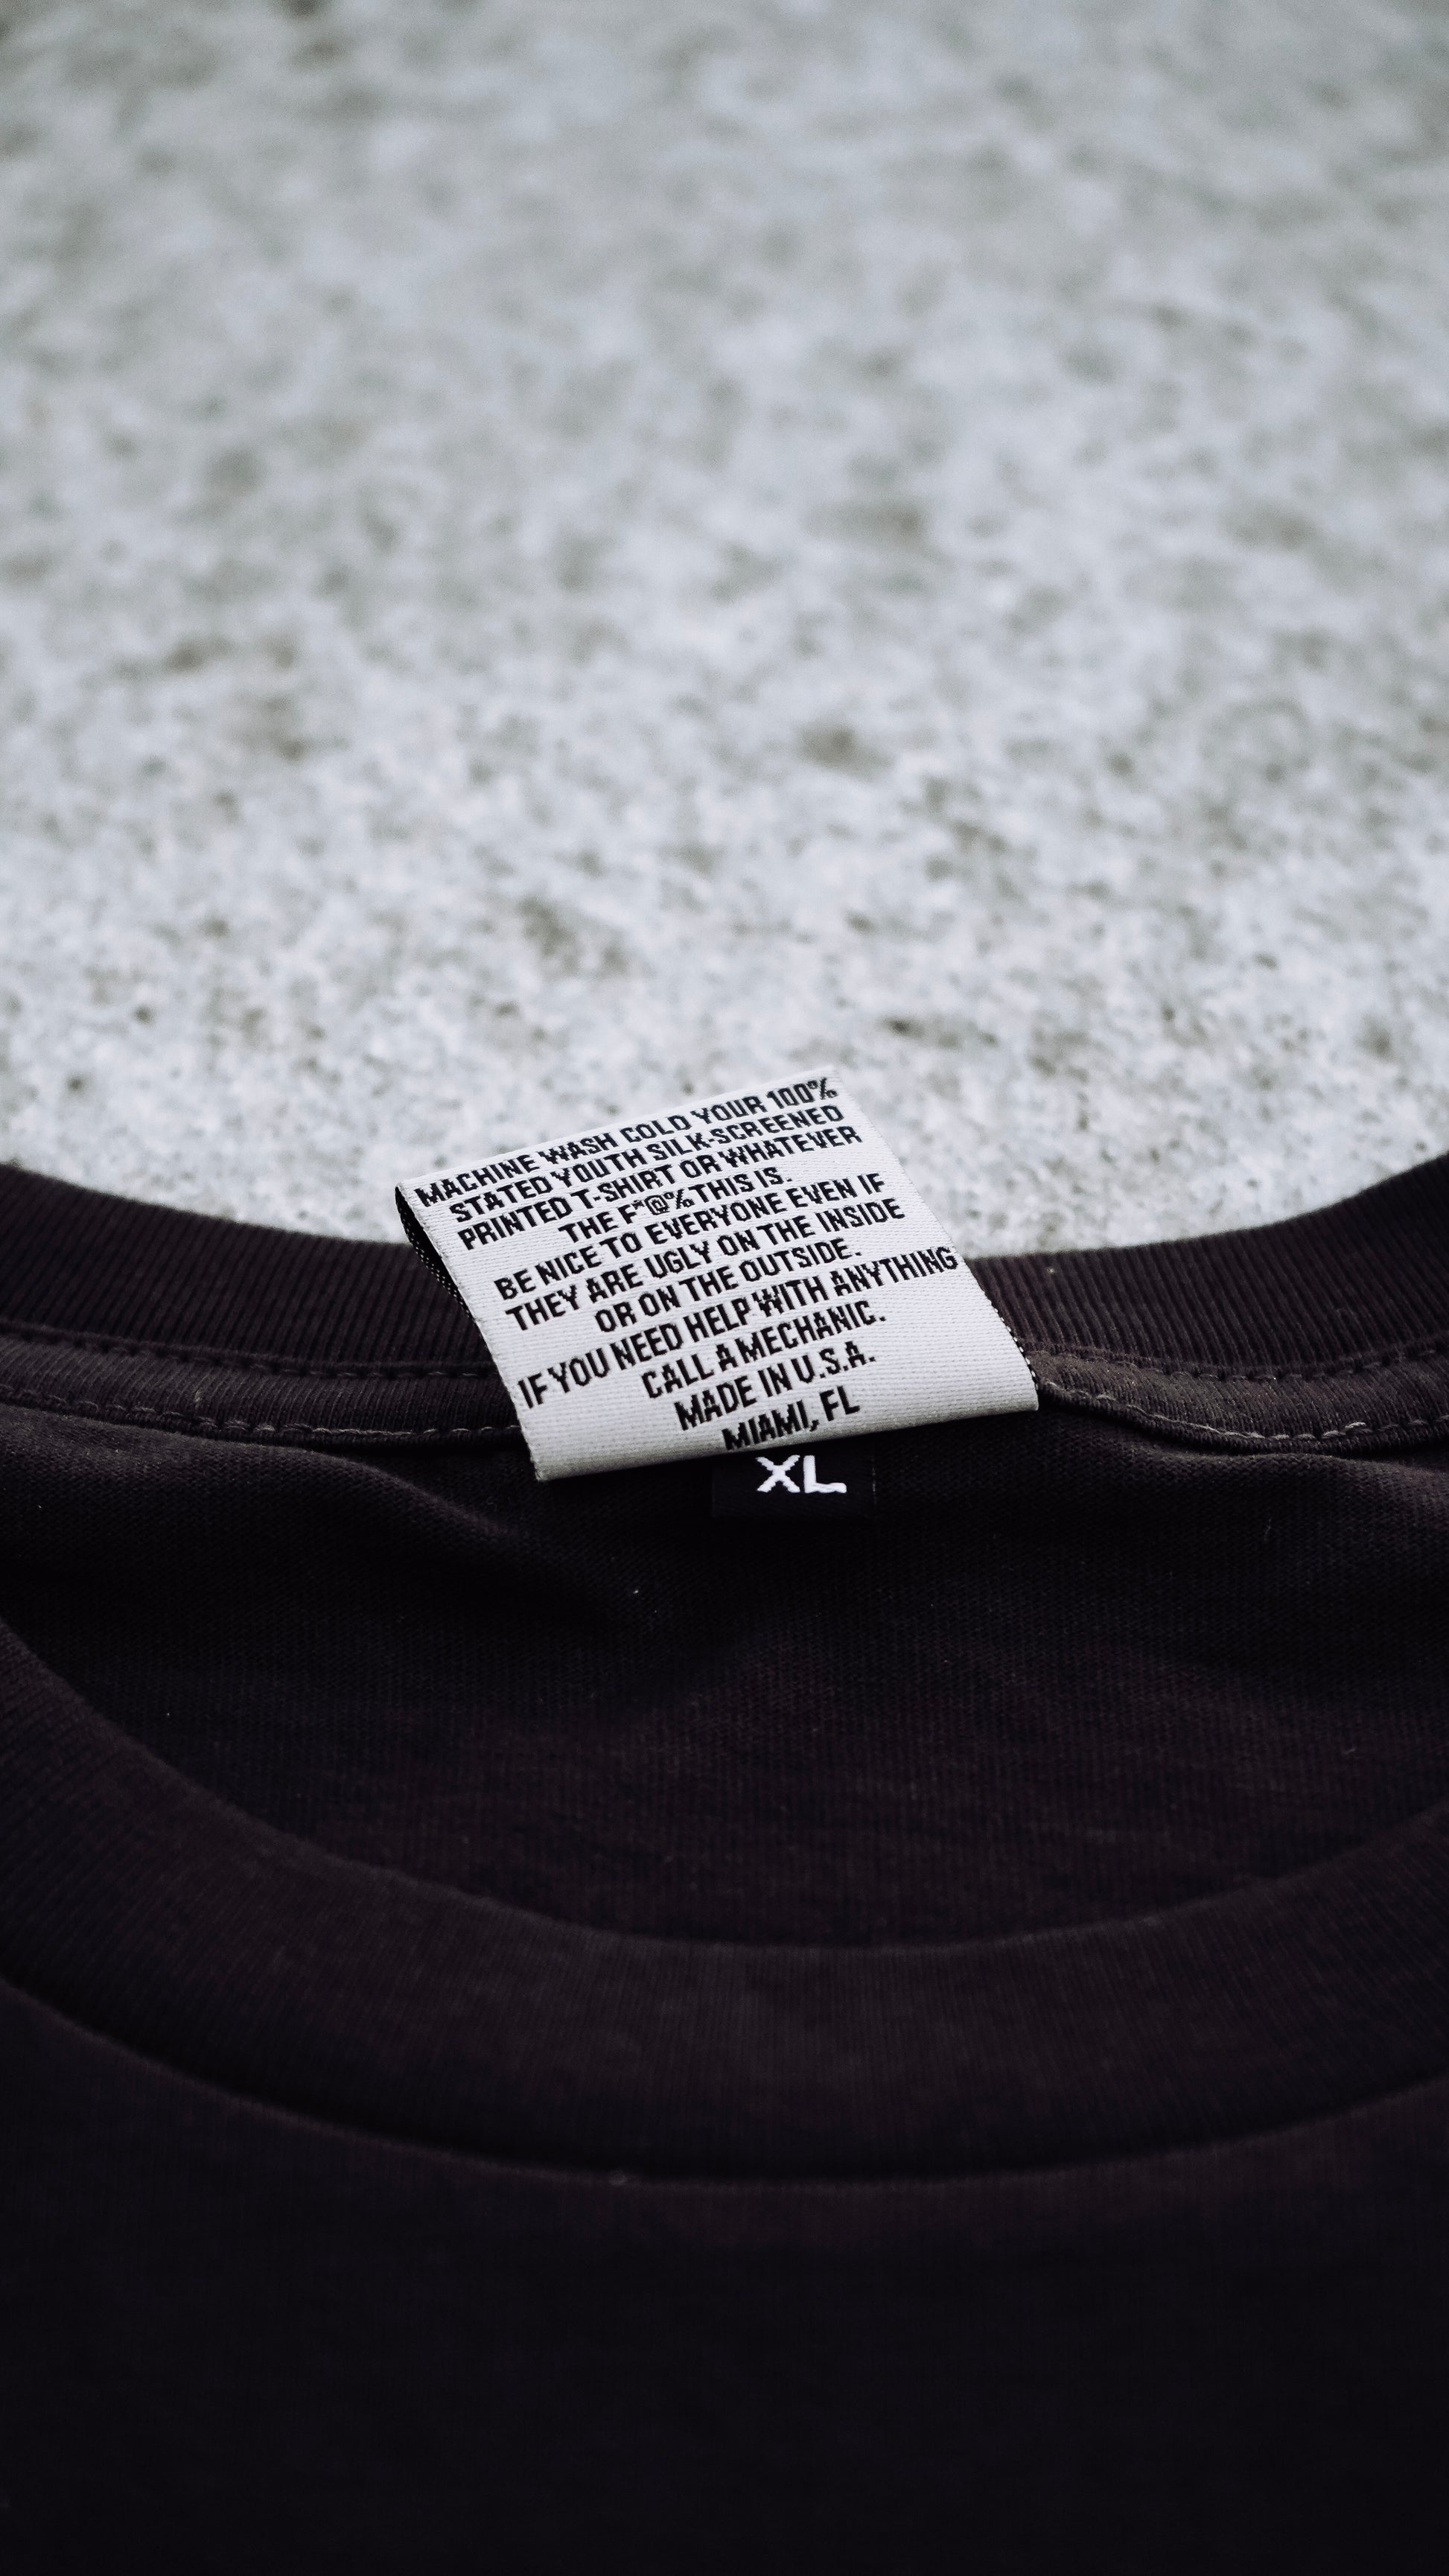 MACHINE WASH COLD YOUR 100%
STATED YOUTH SILK-SCREENED
PRINTED T-SHIRT OR WHATEVER
THE F*@% THIS IS.
BE NICE TO EVERYONE EVEN IF
THEY ARE UGLY ON THE INSIDE
OR ON THE OUTSIDE.
IF YOU NEED HELP WITH ANYTHING
CALL A MECHANIC.
MADE IN U.S.A.
MIAMI, FL
XL